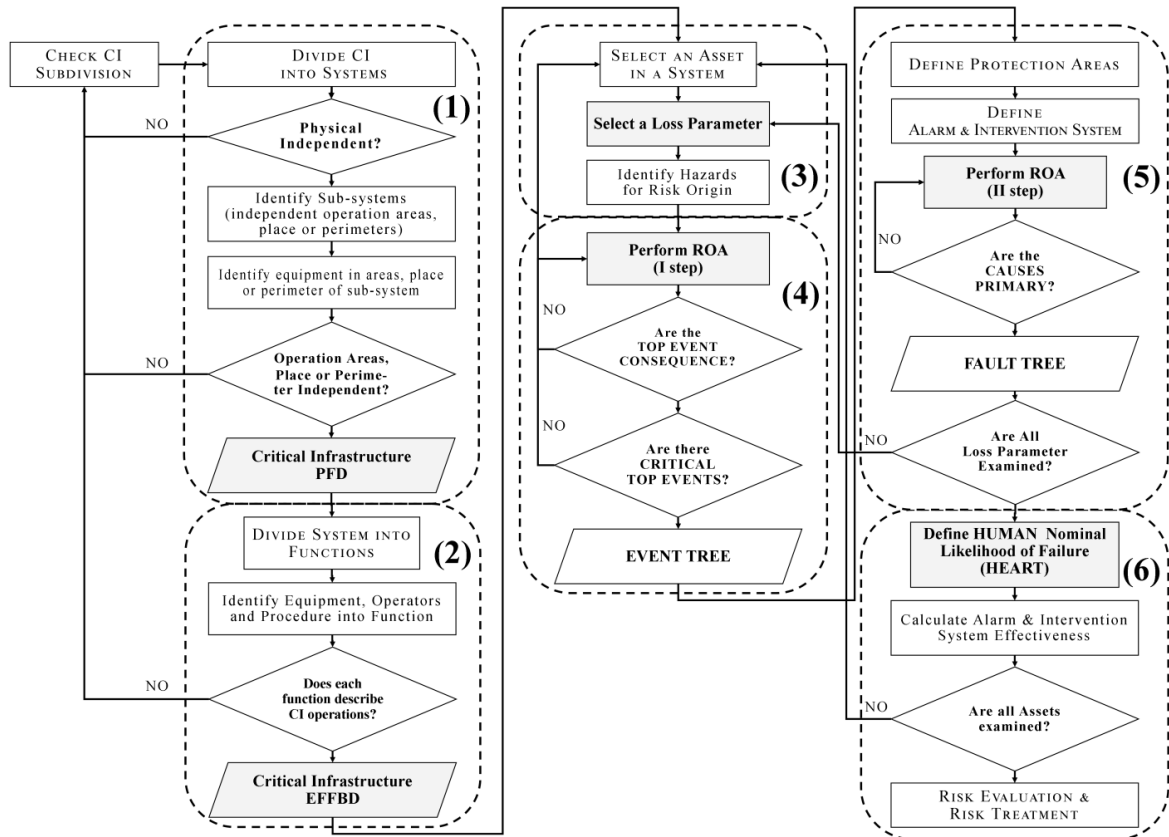 CHECK CI
SUBDIVISION
DIVIDE CI
INTO SYSTEMS
(1)
NO
Physical
Independent?
Identify Sub-systems
(independent operation areas,
place or perimeters)
Identify equipment in areas, place
or perimeter of sub-system
NO
Operation Areas,
Place or Perime-
ter Independent?
Critical Infrastructure
PFD
(2)
DIVIDE SYSTEM INTO
FUNCTIONS
Identify Equipment, Operators
and Procedure into Function
NO
Does each
function describe
CI operations?
Critical Infrastructure
EFFBD
SELECT AN ASSET
IN A SYSTEM
Select a Loss Parameter
(3)
Identify Hazards
for Risk Origin
Perform ROA
(I step)
(4)
NO
Are the
TOP EVENT
CONSEQUENCE?
NO
Are there
CRITICAL
TOP EVENTS?
EVENT TREE
DEFINE PROTECTION AREAS
DEFINE
ALARM & INTERVENTION SYSTEM
(5)
Perform ROA
(II step)
NO
Are the
CAUSES
PRIMARY?
FAULT TREE
NO
Are All
Loss Parameter
Examined?
Define HUMAN Nominal
Likelihood of Failure
(HEART)
(6)
Calculate Alarm & Intervention
System Effectiveness
NO
Are all Assets
examined?
RISK EVALUATION &
RISK TREATMENT